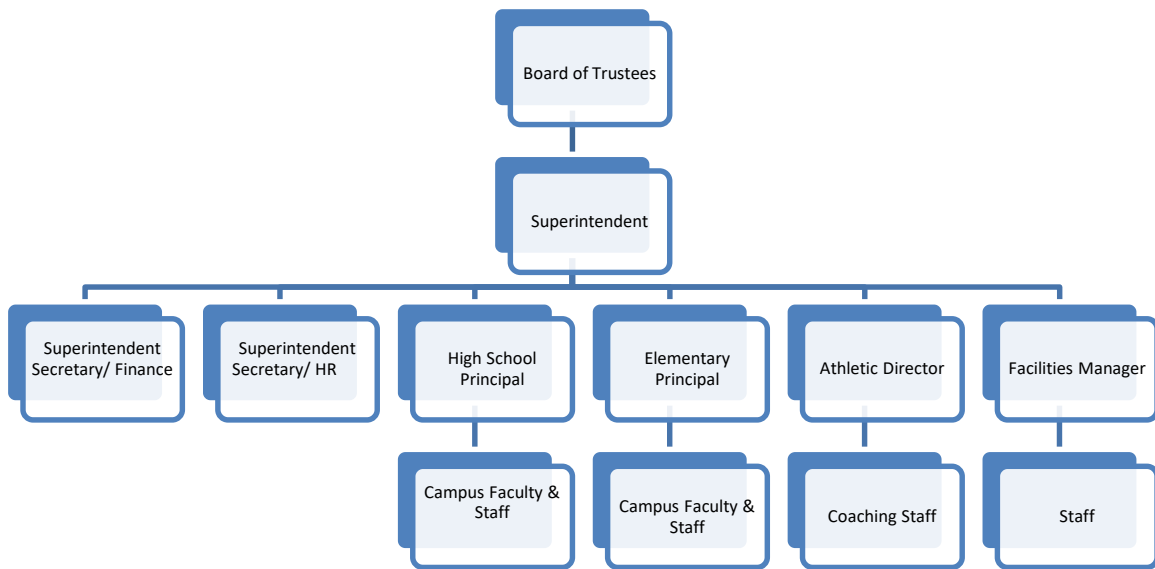 Board of Trustees
Superintendent
Superintendent
Secretary/ Finance
Superintendent
Secretary/ HR
High School
Principal
Elementary
Principal
Athletic Director
Facilities Manager
Campus Faculty &
Staff
Campus Faculty &
Staff
Coaching Staff
Staff